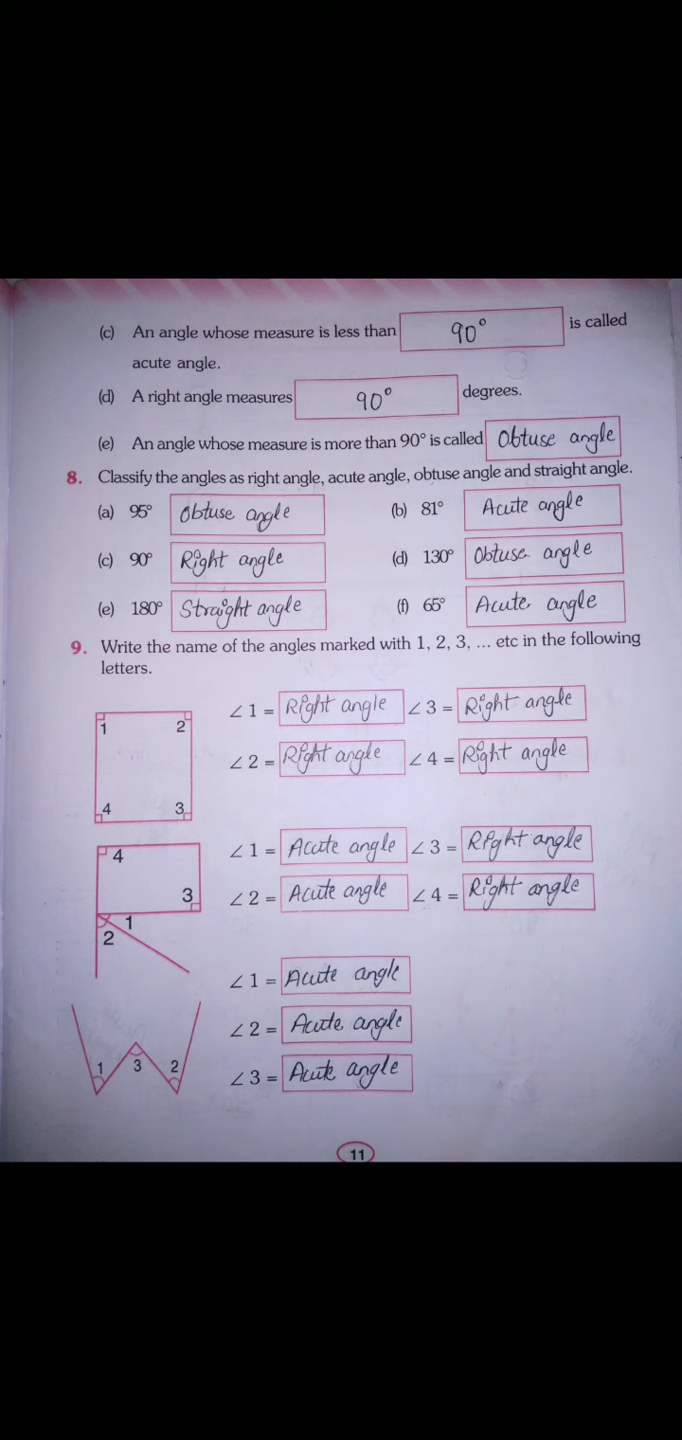 (c) An angle whose measure is less than 90° is called
acute angle.
(d) A right angle measures 90° degrees.
(e) An angle whose measure is more than 90° is called Obtuse angle
8. Classify the angles as right angle, acute angle, obtuse angle and straight angle.
(a) 95° Obtuse angle (b) 81° Acute angle
(c) 90° Right angle (d) 130° Obtuse angle
(e) 180° Straight angle (f) 65° Acute angle
9. Write the name of the angles marked with 1, 2, 3, ... etc in the following
letters.
1 2 ∠1 = Right angle ∠3 = Right angle
∠2 = Right angle ∠4 = Right angle
4 3
4 ∠1 = Acute angle ∠3 = Right angle
3 ∠2 = Acute angle ∠4 = Right angle
1
2
∠1 = Acute angle
∠2 = Acute angle
1 3 2 ∠3 = Acute angle
11